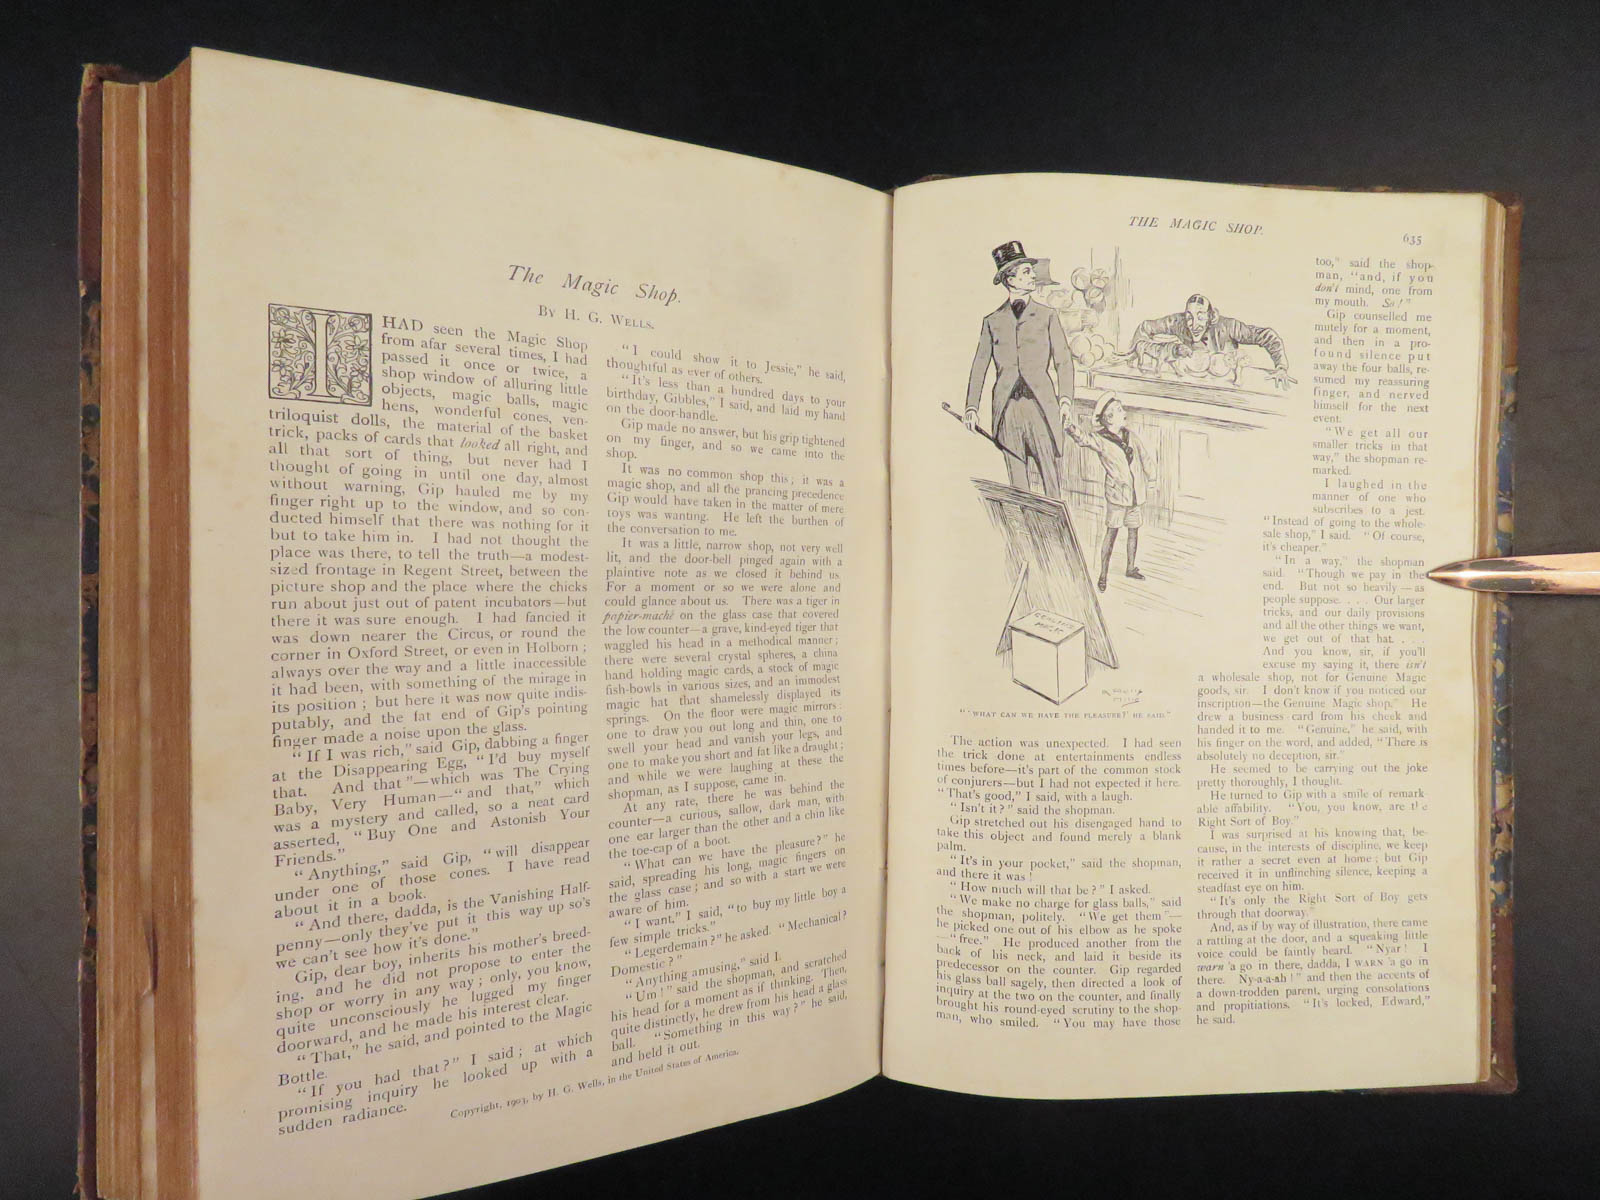 The Magic Shop.
BY H. G. WELLS.
I HAD seen the Magic Shop
from afar several times, I had
passed it once or twice, a
shop window of alluring little
objects, magic balls, magic
hens, wonderful cones, ven-
triloquist dolls, the material of the basket
trick, packs of cards that looked all right, and
all that sort of thing, but never had I
thought of going in until one day, almost
without warning, Gip hauled me by my
finger right up to the window, and so con-
ducted himself that there was nothing for it
but to take him in. I had not thought the
place was there, to tell the truth—a modest-
sized frontage in Regent Street, between the
picture shop and the place where the chicks
run about just out of patent incubators—but
there it was sure enough. I had fancied it
was down nearer the Circus, or round the
corner in Oxford Street, or even in Holborn;
always over the way and a little inaccessible
it had been, with something of the mirage in
its position; but here it was now quite indis-
putably, and the fat end of Gip's pointing
finger made a noise upon the glass.
"If I was rich," said Gip, dabbing a finger
at the Disappearing Egg, "I'd buy myself
that. And that"—which was The Crying
Baby, Very Human—"and that," which
was a mystery and called, so a neat card
asserted, "Buy One and Astonish Your
Friends."
"Anything," said Gip, "will disappear
under one of those cones. I have read
about it in a book.
"And there, dadda, is the Vanishing Half-
penny—only they've put it this way up so's
we can't see how it's done."
Gip, dear boy, inherits his mother's breed-
ing, and he did not propose to enter the
shop or worry in any way; only, you know,
quite unconsciously he lugged my finger
doorward, and he made his interest clear.
"That," he said, and pointed to the Magic
Bottle.
"If you had that?" I said; at which
promising inquiry he looked up with a
sudden radiance.
"I could show it to Jessie," he said,
thoughtful as ever of others.
"It's less than a hundred days to your
birthday, Gibbles," I said, and laid my hand
on the door-handle.
Gip made no answer, but his grip tightened
on my finger, and so we came into the
shop.
It was no common shop this; it was a
magic shop, and all the prancing precedence
Gip would have taken in the matter of mere
toys was wanting. He left the burthen of
the conversation to me.
It was a little, narrow shop, not very well
lit, and the door-bell pinged again with a
plaintive note as we closed it behind us.
For a moment or so we were alone and
could glance about us. There was a tiger in
papier-maché on the glass case that covered
the low counter—a grave, kind-eyed tiger that
waggled his head in a methodical manner;
there were several crystal spheres, a china
hand holding magic cards, a stock of magic
fish-bowls in various sizes, and an immodest
magic hat that shamelessly displayed its
springs. On the floor were magic mirrors:
one to draw you out long and thin, one to
swell your head and vanish your legs, and
one to make you short and fat like a draught;
and while we were laughing at these the
shopman, as I suppose, came in.
At any rate, there he was behind the
counter—a curious, sallow, dark man, with
one ear larger than the other and a chin like
the toe-cap of a boot.
"What can we have the pleasure?" he
said, spreading his long, magic fingers on
the glass case; and so with a start we were
aware of him.
"I want," I said, "to buy my little boy a
few simple tricks."
"Legerdemain?" he asked. "Mechanical?
Domestic?"
"Anything amusing," said I.
"Um!" said the shopman, and scratched
his head for a moment as if thinking. Then,
quite distinctly, he drew from his head a glass
ball. "Something in this way?" he said,
and held it out.
Copyright, 1903, by H. G. Wells, in the United States of America.
THE MAGIC SHOP.
635
GENUINE
MAGIC
"'WHAT CAN WE HAVE THE PLEASURE?' HE SAID."
The action was unexpected. I had seen
the trick done at entertainments endless
times before—it's part of the common stock
of conjurers—but I had not expected it here.
"That's good," I said, with a laugh.
"Isn't it?" said the shopman.
Gip stretched out his disengaged hand to
take this object and found merely a blank
palm.
"It's in your pocket," said the shopman,
and there it was!
"How much will that be?" I asked.
"We make no charge for glass balls," said
the shopman, politely. "We get them"—
he picked one out of his elbow as he spoke
—"free." He produced another from the
back of his neck, and laid it beside its
predecessor on the counter. Gip regarded
his glass ball sagely, then directed a look of
inquiry at the two on the counter, and finally
brought his round-eyed scrutiny to the shop-
man, who smiled. "You may have those
too," said the shop-
man, "and, if you
don't mind, one from
my mouth. So!"
Gip counselled me
mutely for a moment,
and then in a pro-
found silence put
away the four balls, re-
sumed my reassuring
finger, and nerved
himself for the next
event.
"We get all our
smaller tricks in that
way," the shopman re-
marked.
I laughed in the
manner of one who
subscribes to a jest.
"Instead of going to the whole-
sale shop," I said. "Of course,
it's cheaper."
"In a way," the shopman
said. "Though we pay in the
end. But not so heavily—as
people suppose. . . . Our larger
tricks, and our daily provisions
and all the other things we want,
we get out of that hat. . . .
And you know, sir, if you'll
excuse my saying it, there isn't
a wholesale shop, not for Genuine Magic
goods, sir. I don't know if you noticed our
inscription—the Genuine Magic shop." He
drew a business card from his cheek and
handed it to me. "Genuine," he said, with
his finger on the word, and added, "There is
absolutely no deception, sir."
He seemed to be carrying out the joke
pretty thoroughly, I thought.
He turned to Gip with a smile of remark-
able affability. "You, you know, are the
Right Sort of Boy."
I was surprised at his knowing that, be-
cause, in the interests of discipline, we keep
it rather a secret even at home; but Gip
received it in unflinching silence, keeping a
steadfast eye on him.
"It's only the Right Sort of Boy gets
through that doorway."
And, as if by way of illustration, there came
a rattling at the door, and a squeaking little
voice could be faintly heard. "Nyar! I
warn 'a go in there, dadda, I WARN 'a go in
there. Ny-a-a-ah!" and then the accents of
a down-trodden parent, urging consolations
and propitiations. "It's locked, Edward,"
he said.